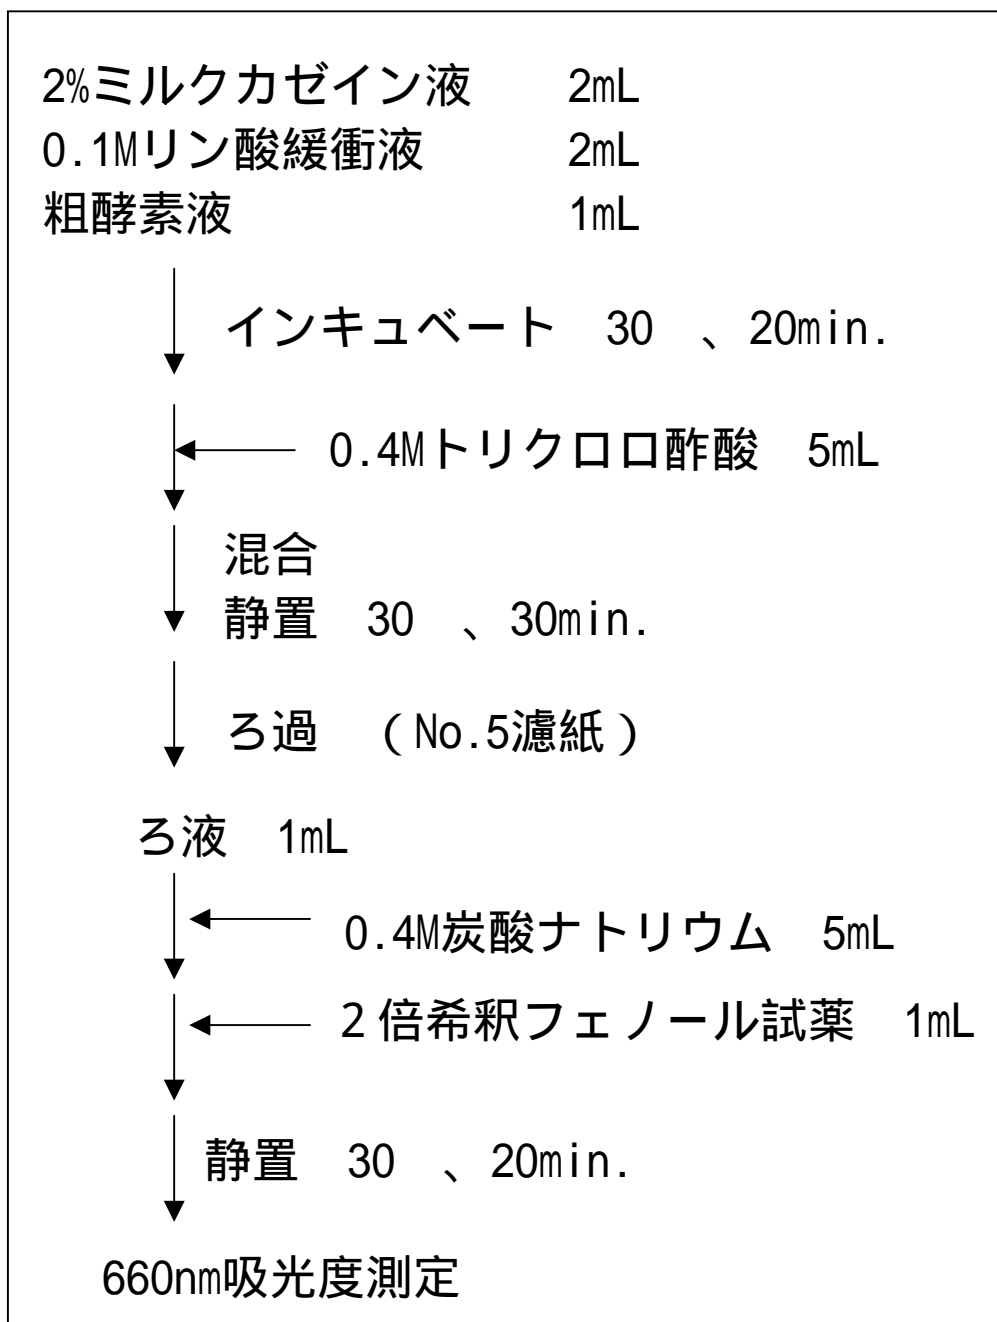 2%ミルクカゼイン液　　2mL
0.1Mリン酸緩衝液　　　2mL
粗酵素液　　　　　　　1mL
インキュベート　30　、20min.
0.4Mトリクロロ酢酸　5mL
混合
静置　30　、30min.
ろ過　（No.5濾紙）
ろ液　1mL
0.4M炭酸ナトリウム　5mL
2倍希釈フェノール試薬　1mL
静置　30　、20min.
660nm吸光度測定